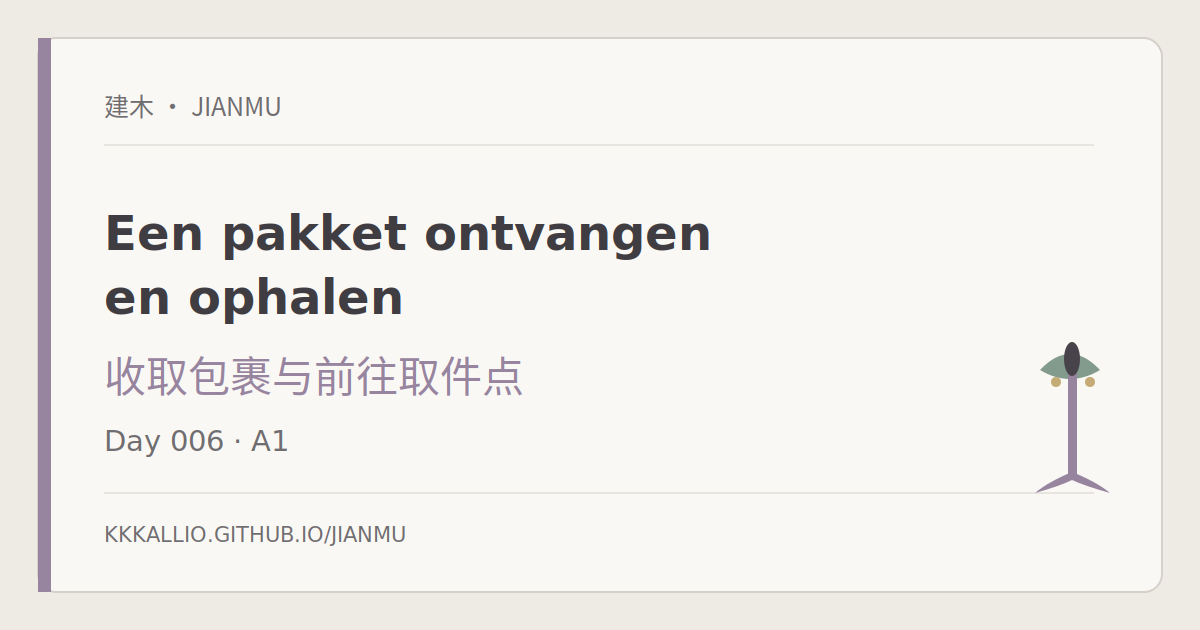 建木 · JIANMU
Een pakket ontvangen
en ophalen
收取包裹与前往取件点
Day 006 · A1
KKKALLIO.GITHUB.IO/JIANMU